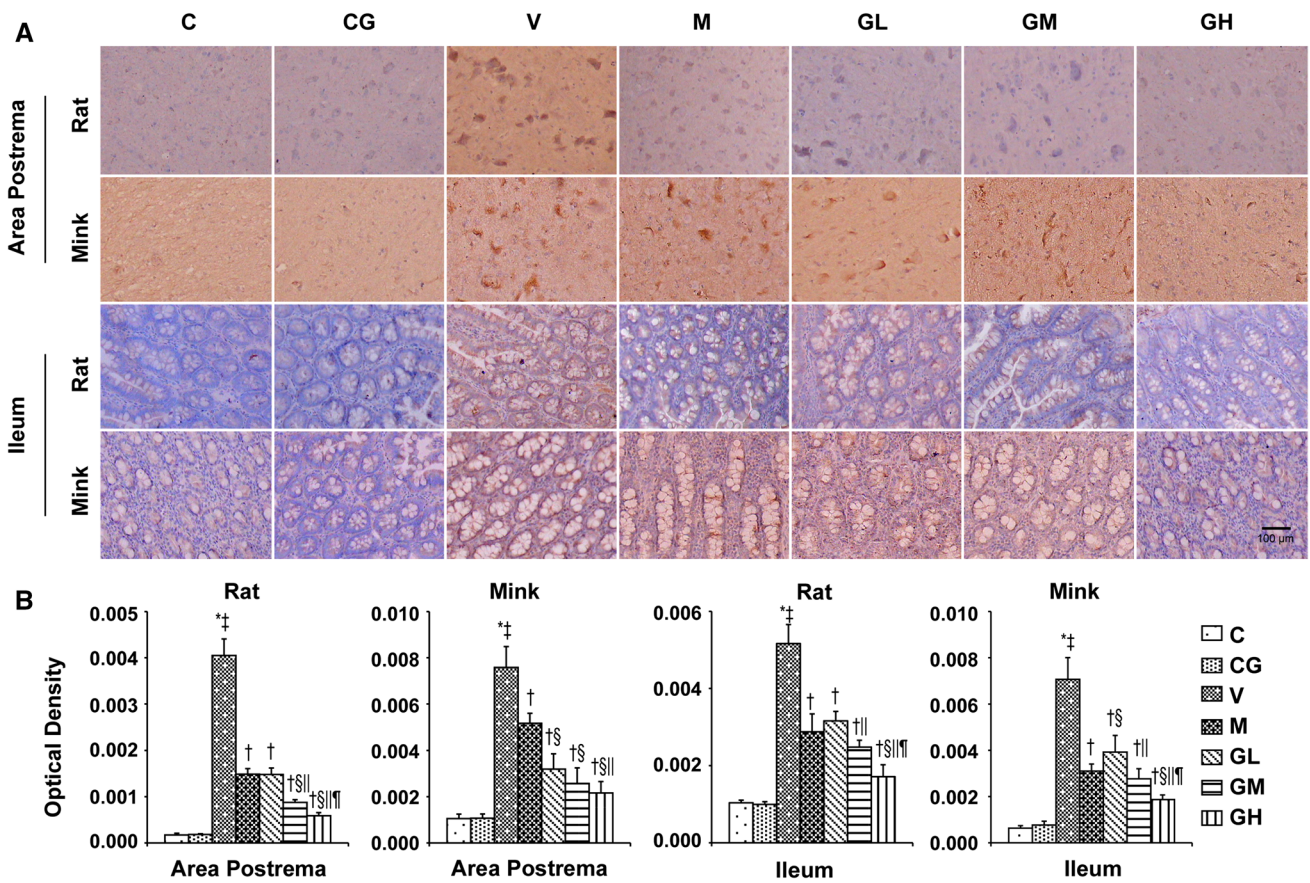 A
C CG V M GL GM GH
Area Postrema
Rat
Mink
Ileum
Rat
Mink
100 µm
B
Optical Density
Rat
0.005
0.004
0.003
0.002
0.001
0.000
*‡
†
†
†§||
†§||¶
Area Postrema
Mink
0.010
0.008
0.006
0.004
0.002
0.000
*‡
†
†§
†§
†§||
Area Postrema
Rat
0.006
0.004
0.002
0.000
*‡
†
†
†||
†§||¶
Ileum
Mink
0.010
0.008
0.006
0.004
0.002
0.000
*‡
†
†§
†||
†§||¶
Ileum
C
CG
V
M
GL
GM
GH